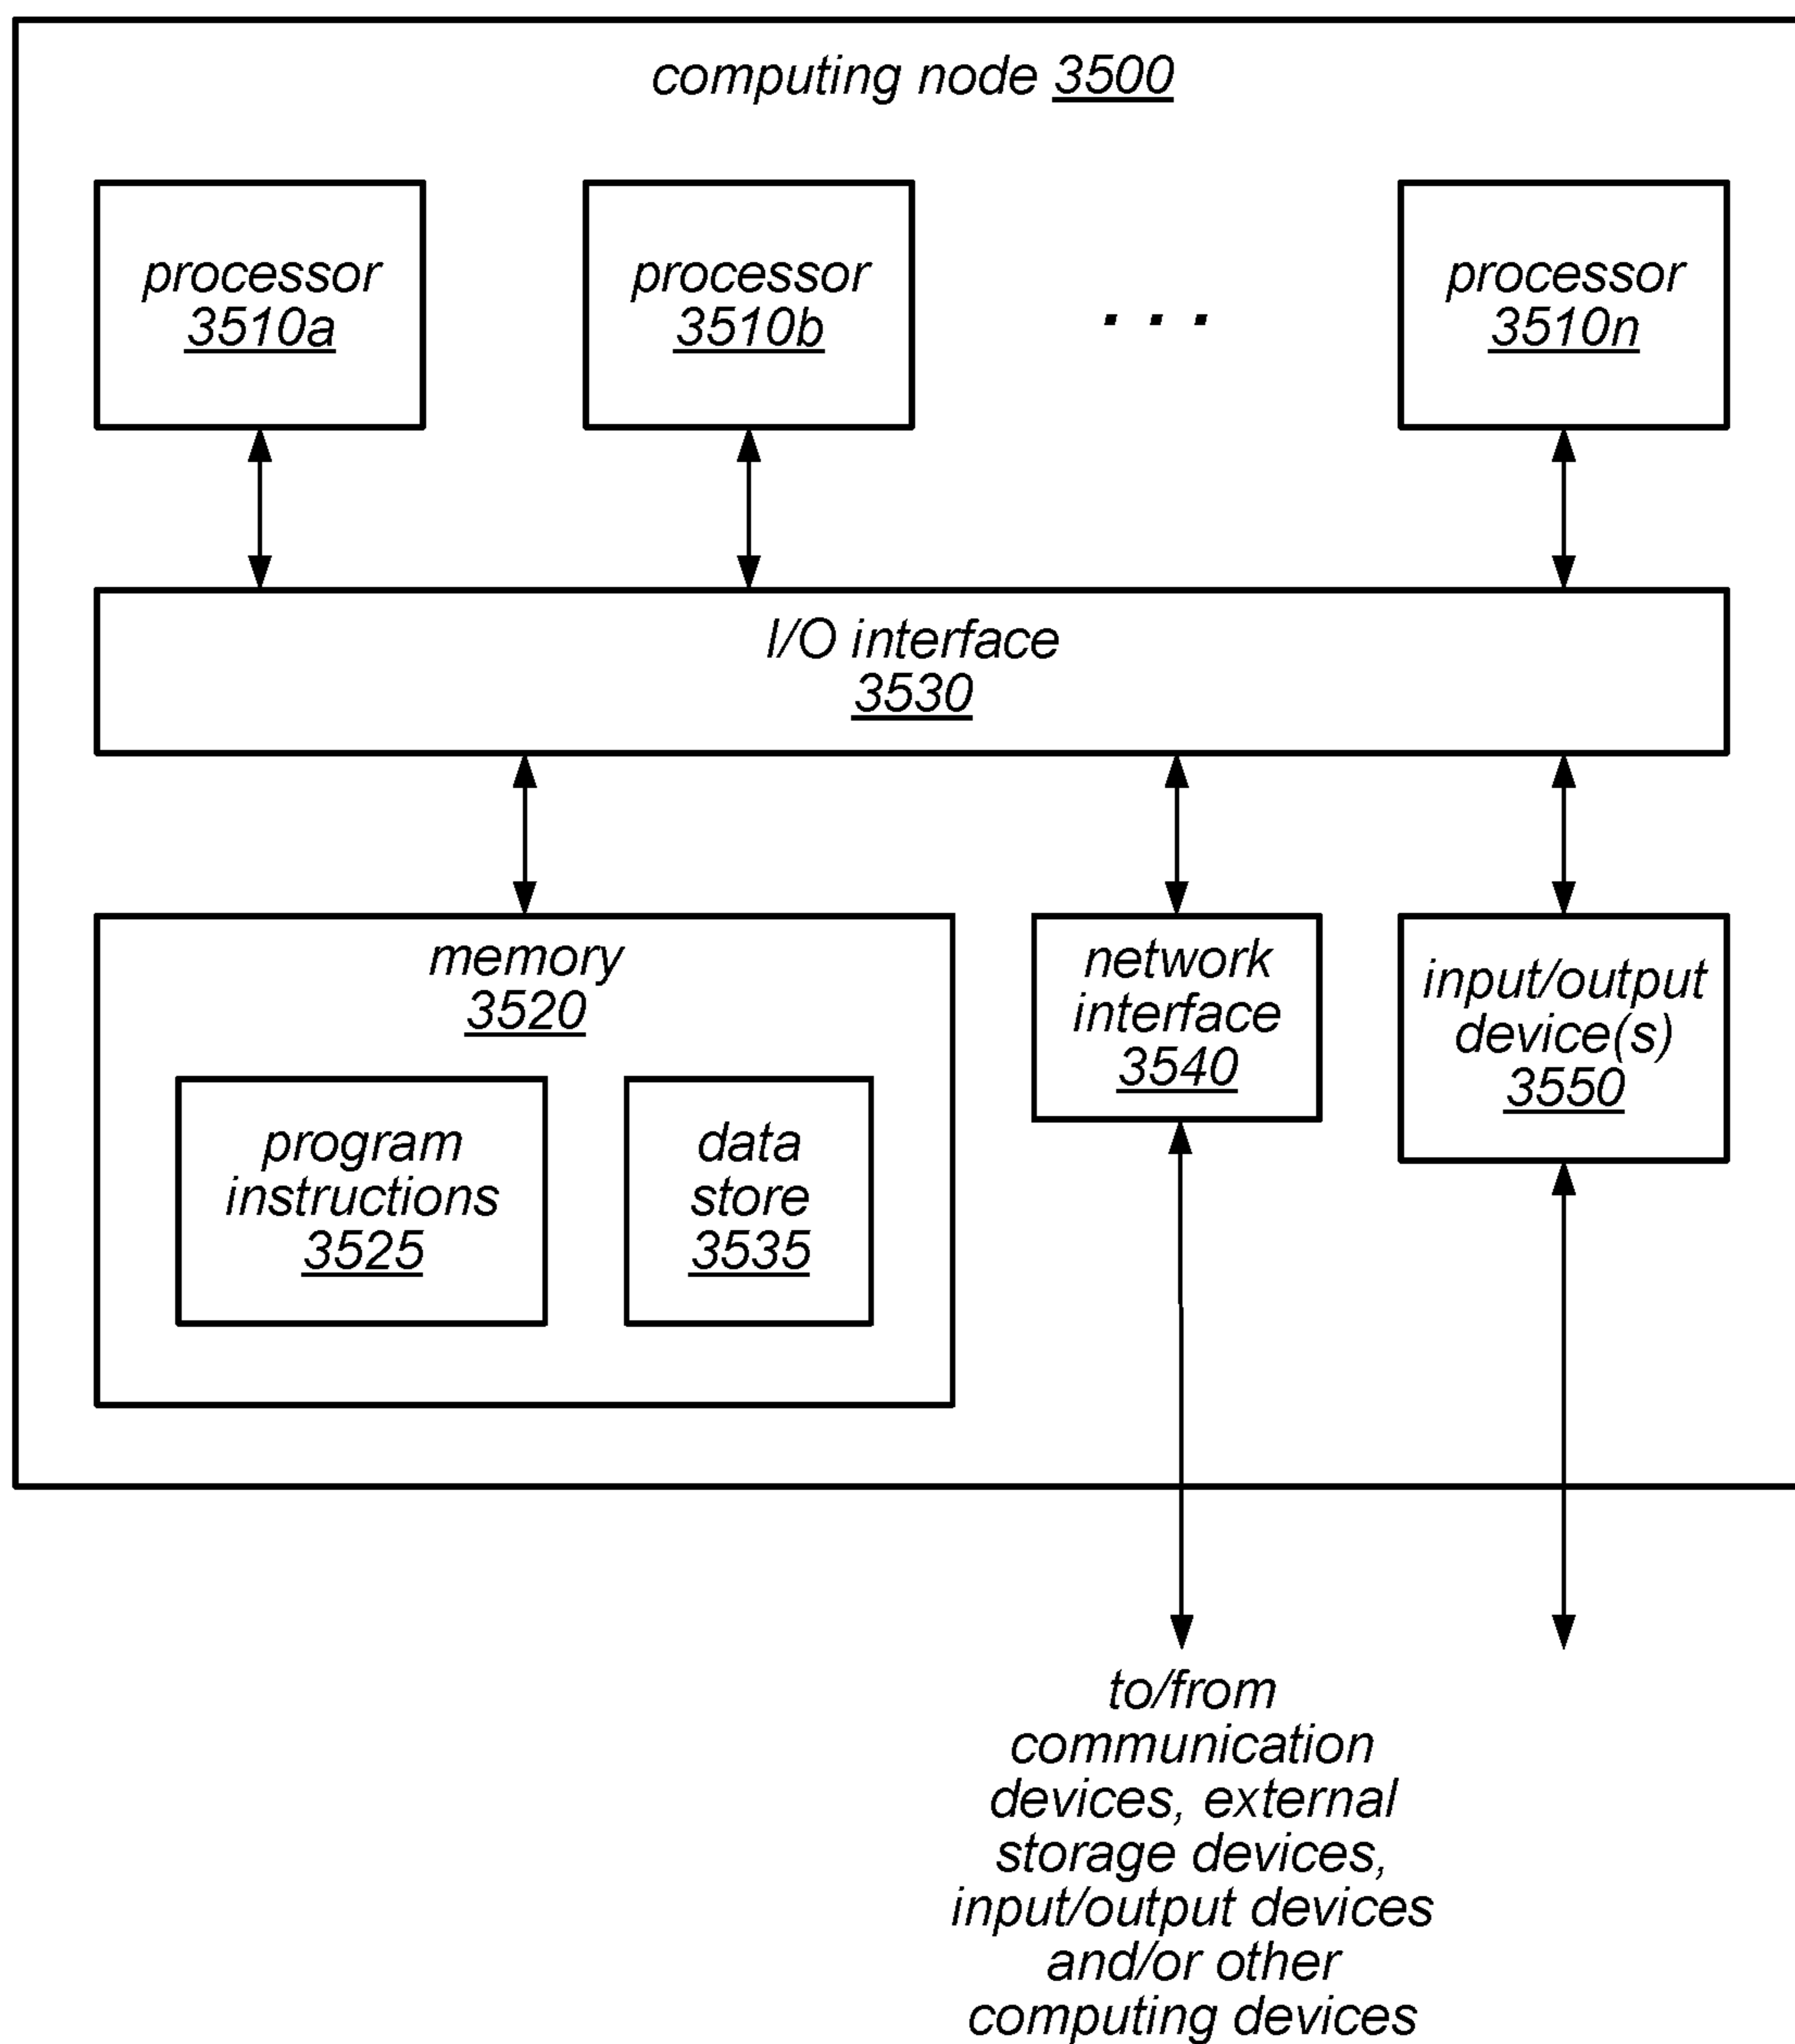 computing node 3500
processor
3510a
processor
3510b
. . .
processor
3510n
I/O interface
3530
memory
3520
program
instructions
3525
data
store
3535
network
interface
3540
input/output
device(s)
3550
to/from
communication
devices, external
storage devices,
input/output devices
and/or other
computing devices